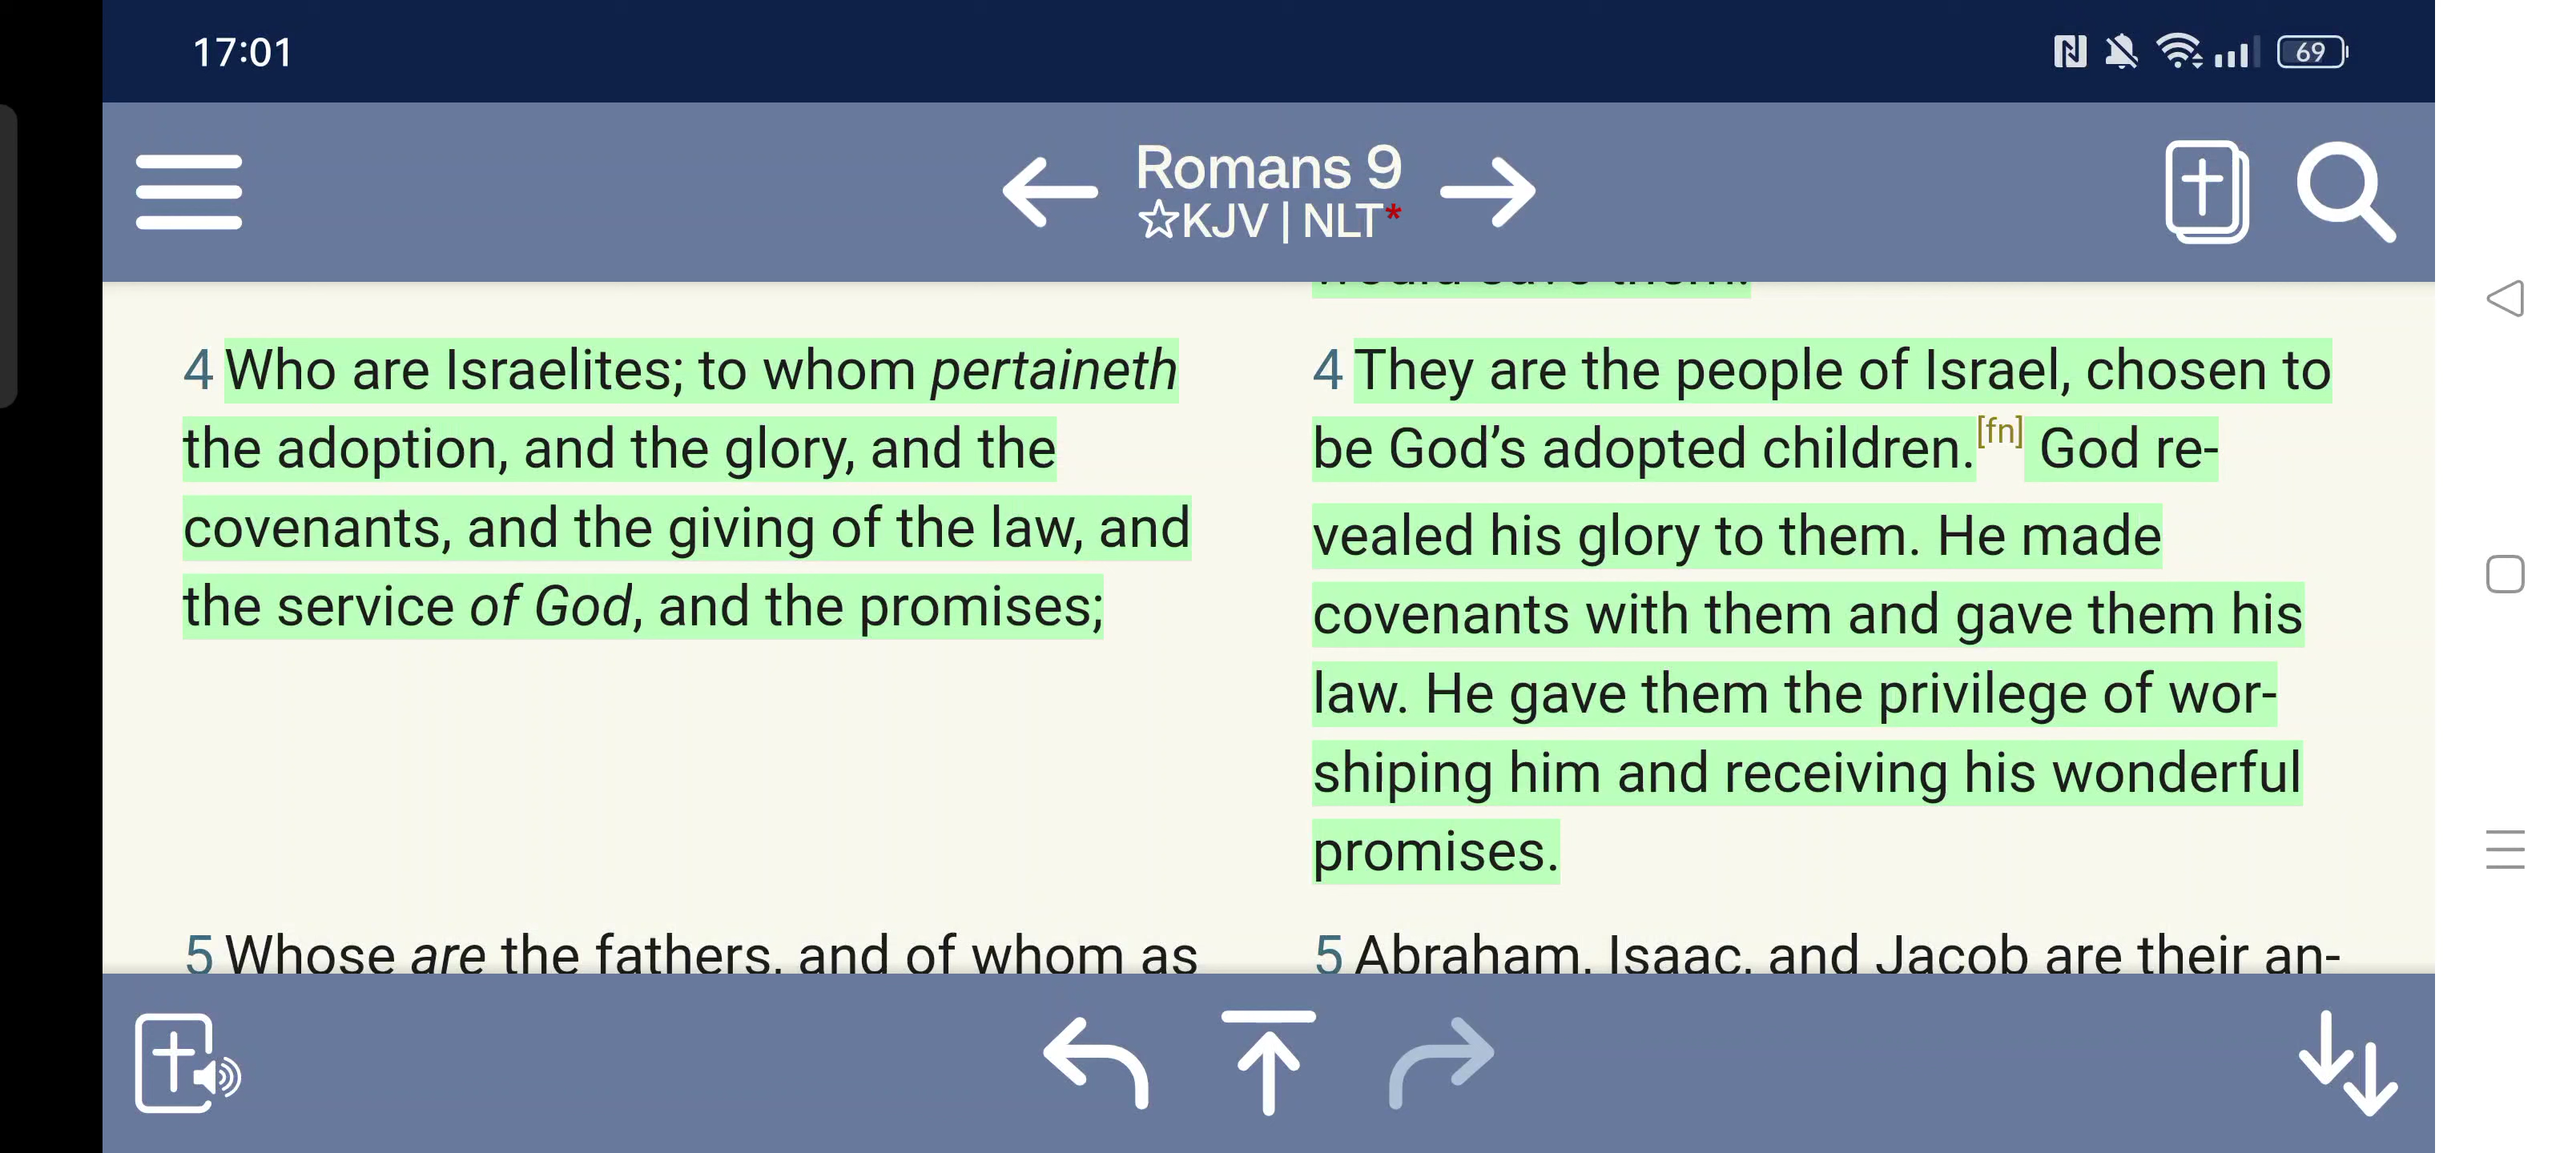 17:01
69
Romans 9
☆KJV | NLT*
4 Who are Israelites; to whom pertaineth
the adoption, and the glory, and the
covenants, and the giving of the law, and
the service of God, and the promises;
5 Whose are the fathers, and of whom as
would save them.
4 They are the people of Israel, chosen to
be God’s adopted children.[fn] God re-
vealed his glory to them. He made
covenants with them and gave them his
law. He gave them the privilege of wor-
shiping him and receiving his wonderful
promises.
5 Abraham, Isaac, and Jacob are their an-